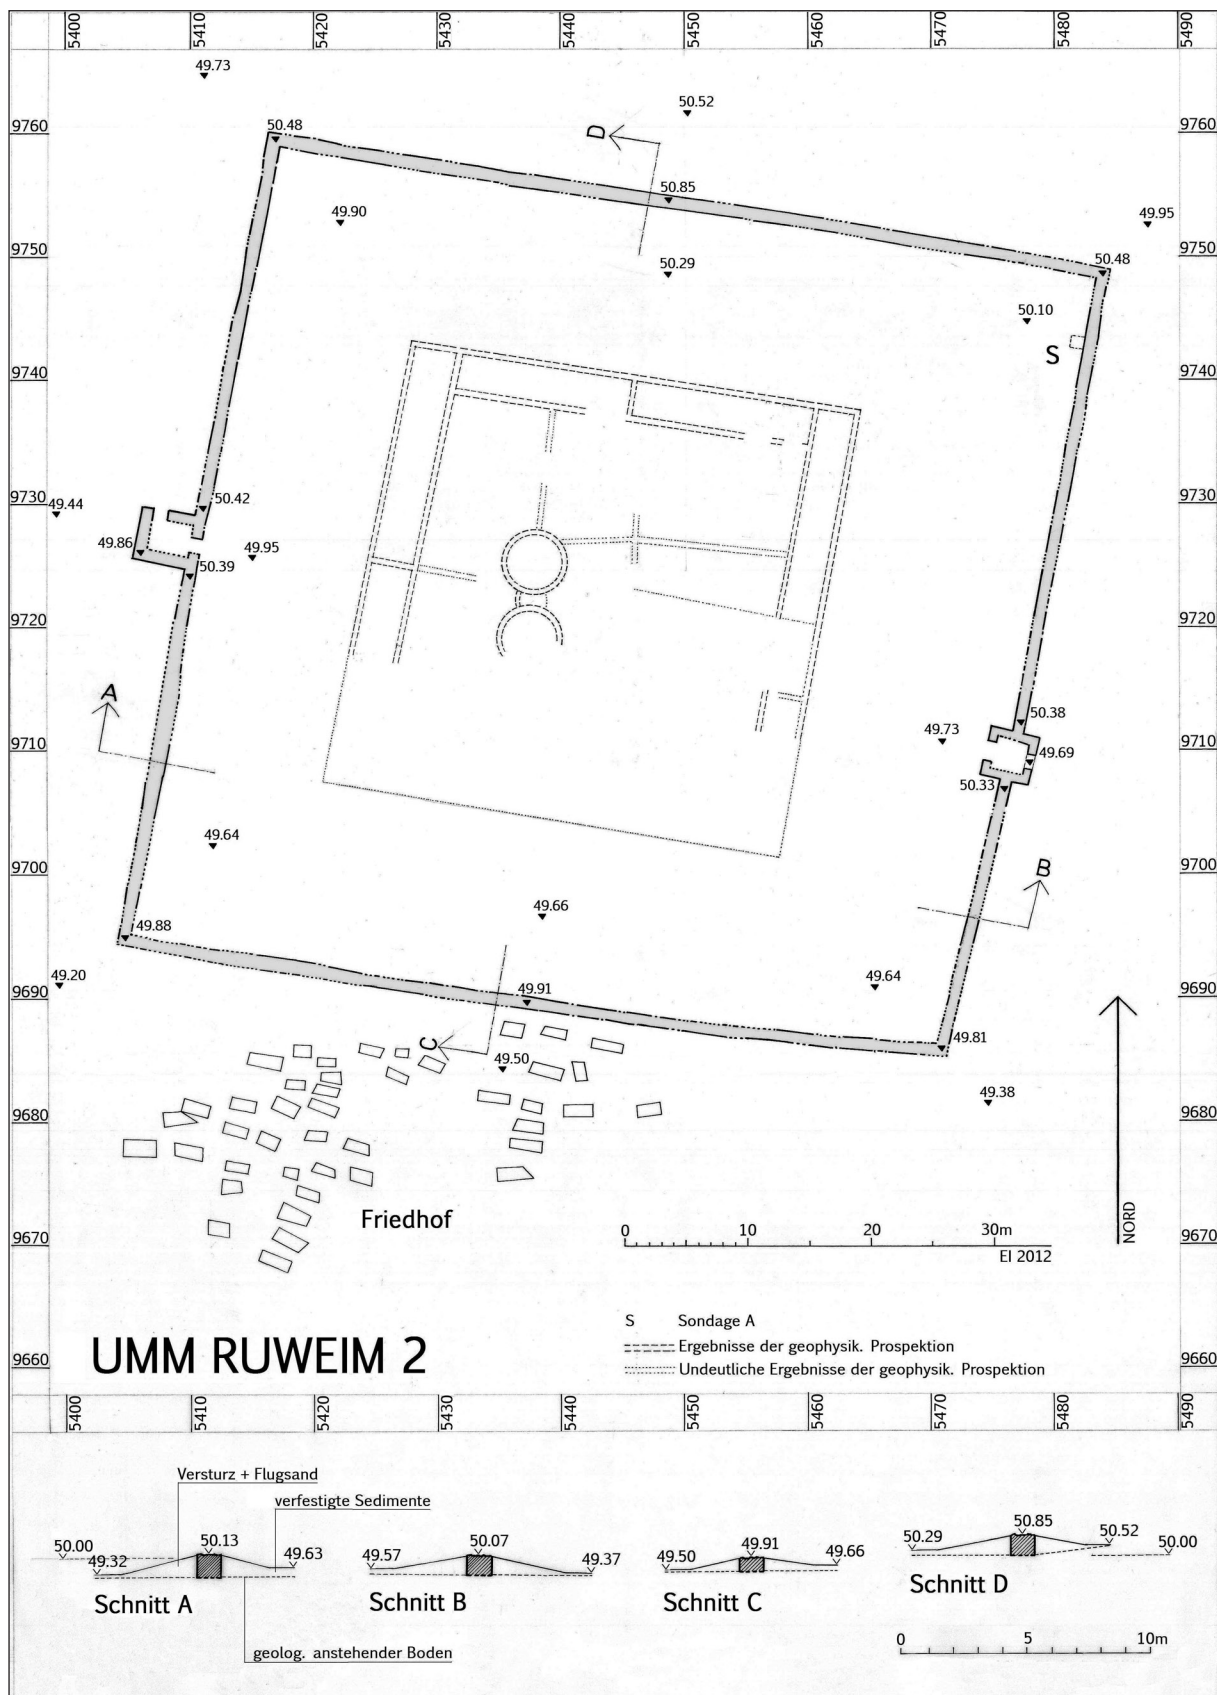 5400 5410 5420 5430 5440 5450 5460 5470 5480 5490
49.73
50.52
9760 9760
50.48
D
50.85
49.90
49.95
9750 9750
50.29
50.48
50.10
S
9740 9740
9730 9730
49.44
50.42
49.86
49.95
50.39
9720 9720
A
50.38
49.73
9710 9710
49.69
50.33
49.64
9700 9700
B
49.66
49.88
49.20
49.64
9690 9690
49.91
C
49.81
49.50
49.38
9680 9680
Friedhof
NORD
0 10 20 30m
EI 2012
9670 9670
S Sondage A
UMM RUWEIM 2
Ergebnisse der geophysik. Prospektion
Undeutliche Ergebnisse der geophysik. Prospektion
9660 9660
5400 5410 5420 5430 5440 5450 5460 5470 5480 5490
Versturz + Flugsand
verfestigte Sedimente
50.00 49.32 50.13 49.63
Schnitt A
geolog. anstehender Boden
49.57 50.07 49.37
Schnitt B
49.50 49.91 49.66
Schnitt C
50.29 50.85 50.52 50.00
Schnitt D
0 5 10m